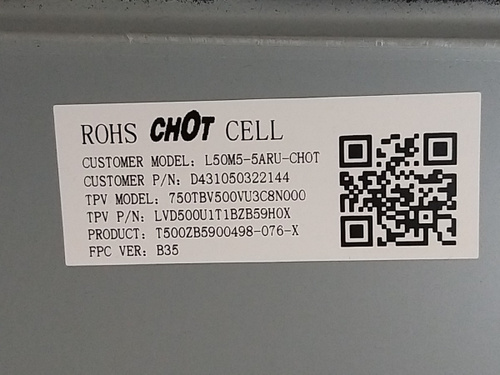 ROHS CHOT CELL
CUSTOMER MODEL: L50M5-5ARU-CHOT
CUSTOMER P/N: D431050322144
TPV MODEL: 750TBV500VU3C8N000
TPV P/N: LVD500U1T1BZB59H0X
PRODUCT: T500ZB5900498-076-X
FPC VER: B35